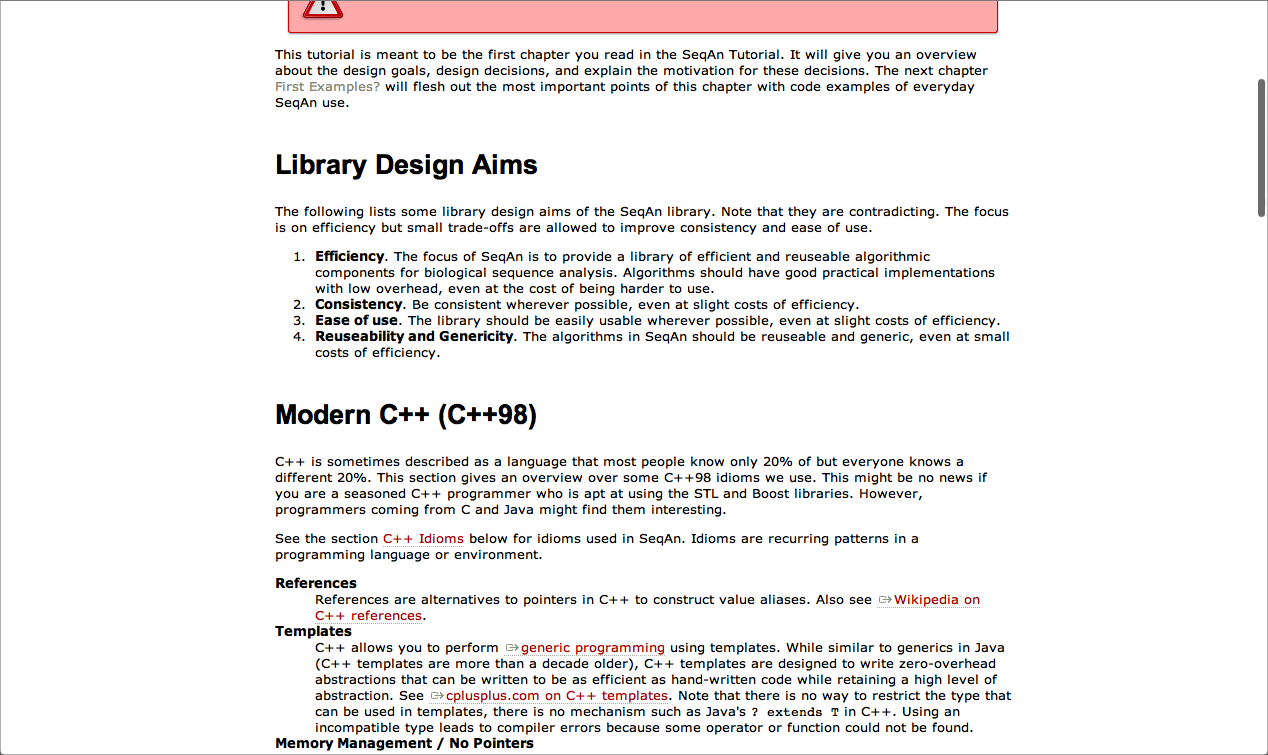 This tutorial is meant to be the first chapter you read in the SeqAn Tutorial. It will give you an overview
about the design goals, design decisions, and explain the motivation for these decisions. The next chapter
First Examples? will flesh out the most important points of this chapter with code examples of everyday
SeqAn use.
Library Design Aims
The following lists some library design aims of the SeqAn library. Note that they are contradicting. The focus
is on efficiency but small trade-offs are allowed to improve consistency and ease of use.
1. Efficiency. The focus of SeqAn is to provide a library of efficient and reuseable algorithmic
components for biological sequence analysis. Algorithms should have good practical implementations
with low overhead, even at the cost of being harder to use.
2. Consistency. Be consistent wherever possible, even at slight costs of efficiency.
3. Ease of use. The library should be easily usable wherever possible, even at slight costs of efficiency.
4. Reuseability and Genericity. The algorithms in SeqAn should be reuseable and generic, even at small
costs of efficiency.
Modern C++ (C++98)
C++ is sometimes described as a language that most people know only 20% of but everyone knows a
different 20%. This section gives an overview over some C++98 idioms we use. This might be no news if
you are a seasoned C++ programmer who is apt at using the STL and Boost libraries. However,
programmers coming from C and Java might find them interesting.
See the section C++ Idioms below for idioms used in SeqAn. Idioms are recurring patterns in a
programming language or environment.
References
References are alternatives to pointers in C++ to construct value aliases. Also see Wikipedia on
C++ references.
Templates
C++ allows you to perform generic programming using templates. While similar to generics in Java
(C++ templates are more than a decade older), C++ templates are designed to write zero-overhead
abstractions that can be written to be as efficient as hand-written code while retaining a high level of
abstraction. See cplusplus.com on C++ templates. Note that there is no way to restrict the type that
can be used in templates, there is no mechanism such as Java's ? extends T in C++. Using an
incompatible type leads to compiler errors because some operator or function could not be found.
Memory Management / No Pointers